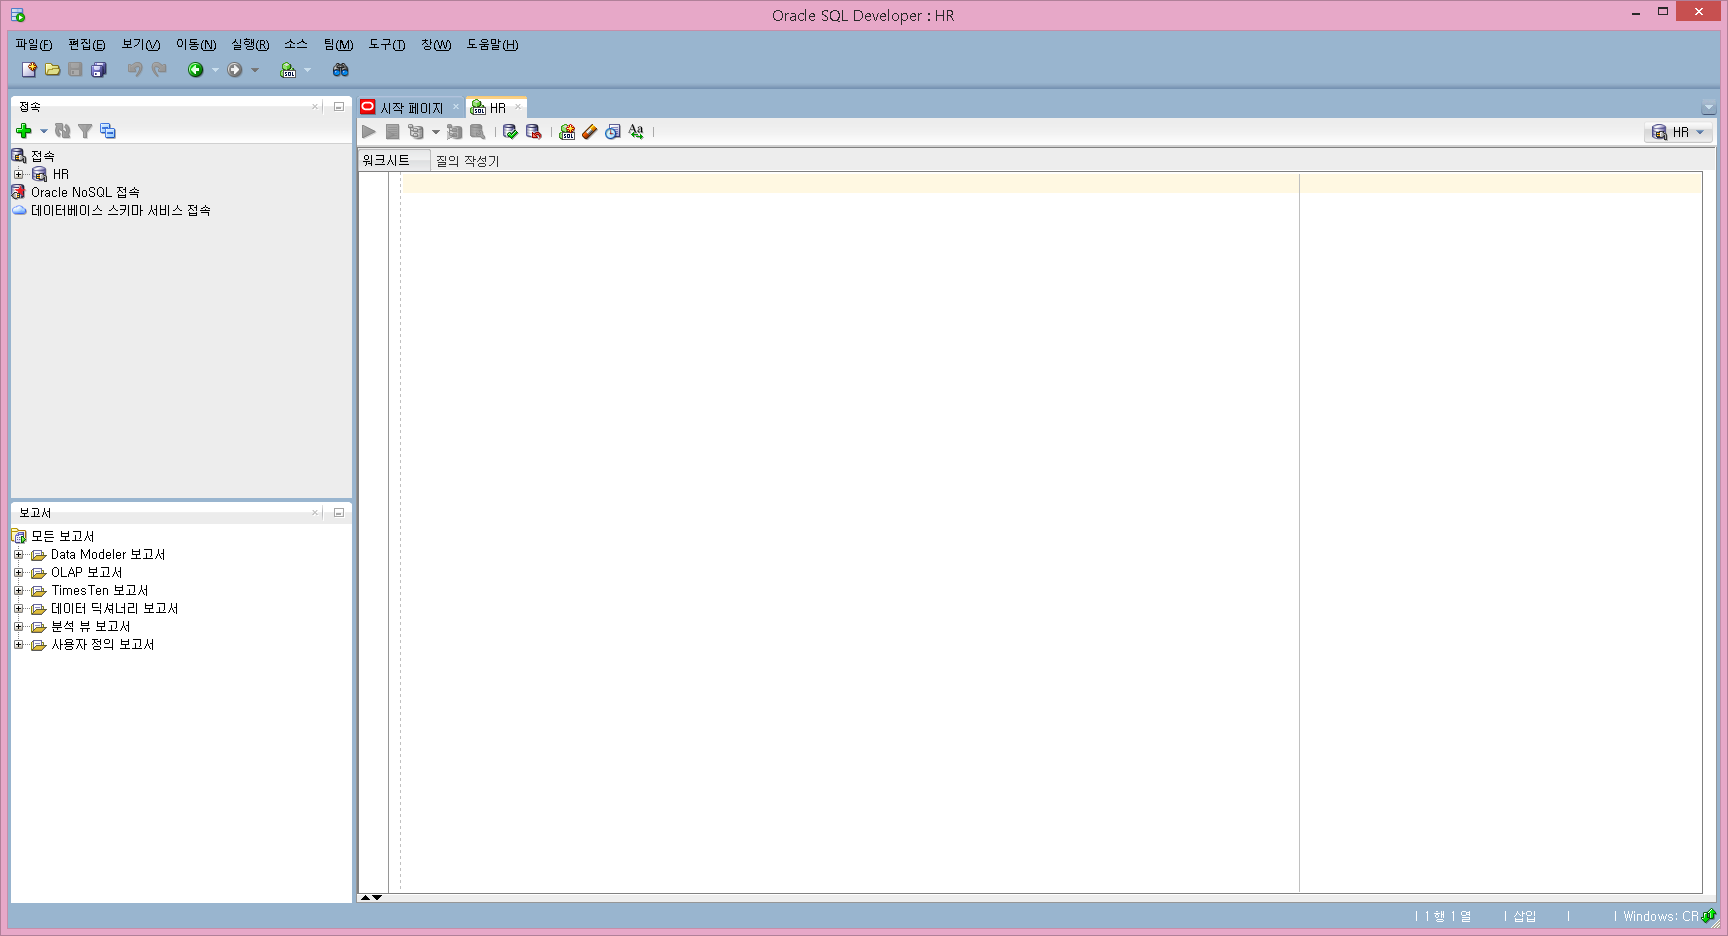 Oracle SQL Developer : HR
파일(F) 편집(E) 보기(V) 이동(N) 실행(R) 소스 팀(M) 도구(T) 창(W) 도움말(H)
접속
접속
HR
Oracle NoSQL 접속
데이터베이스 스키마 서비스 접속
보고서
모든 보고서
Data Modeler 보고서
OLAP 보고서
TimesTen 보고서
데이터 딕셔너리 보고서
분석 뷰 보고서
사용자 정의 보고서
시작 페이지 HR
HR
워크시트 질의 작성기
1 행 1 열 삽입 Windows: CR